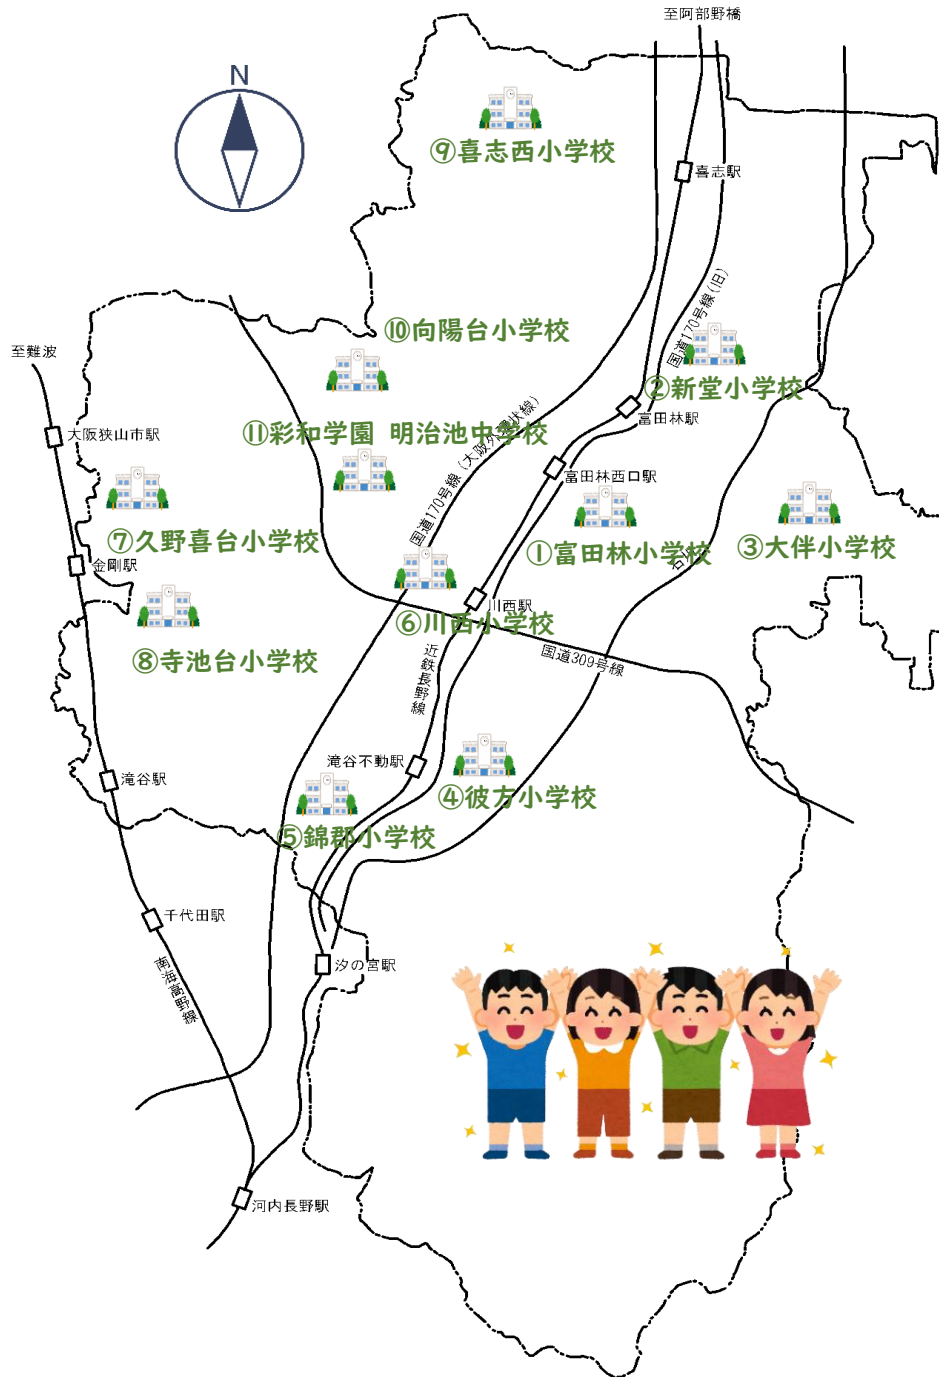 至阿部野橋
N
⑨喜志西小学校
喜志駅
国道170号線(旧)
⑩向陽台小学校
至難波
②新堂小学校
富田林駅
⑪彩和学園 明治池中学校
大阪狭山市駅
国道170号線(大阪外環状線)
富田林西口駅
⑦久野喜台小学校
①富田林小学校
③大伴小学校
金剛駅
川西駅
⑥川西小学校
国道309号線
⑧寺池台小学校
近鉄長野線
滝谷不動駅
滝谷駅
④彼方小学校
⑤錦郡小学校
千代田駅
汐の宮駅
南海高野線
河内長野駅